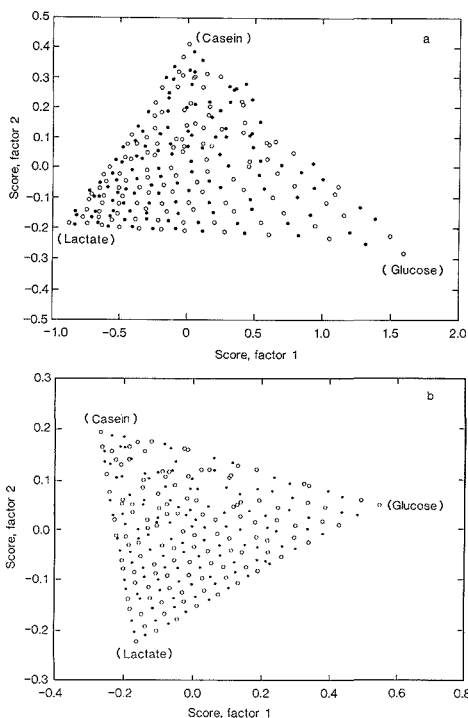 0.5
(Casein)
a
0.4
0.3
0.2
0.1
0.0
−0.1
−0.2
−0.3
−0.4
−0.5
Score, factor 2
(Lactate)
(Glucose)
−1.0 −0.5 0 0.5 1.0 1.5 2.0
Score, factor 1
0.3
b
(Casein)
0.2
0.1
0.0
−0.1
−0.2
−0.3
Score, factor 2
(Glucose)
(Lactate)
−0.4 −0.2 0.0 0.2 0.4 0.6 0.8
Score, factor 1